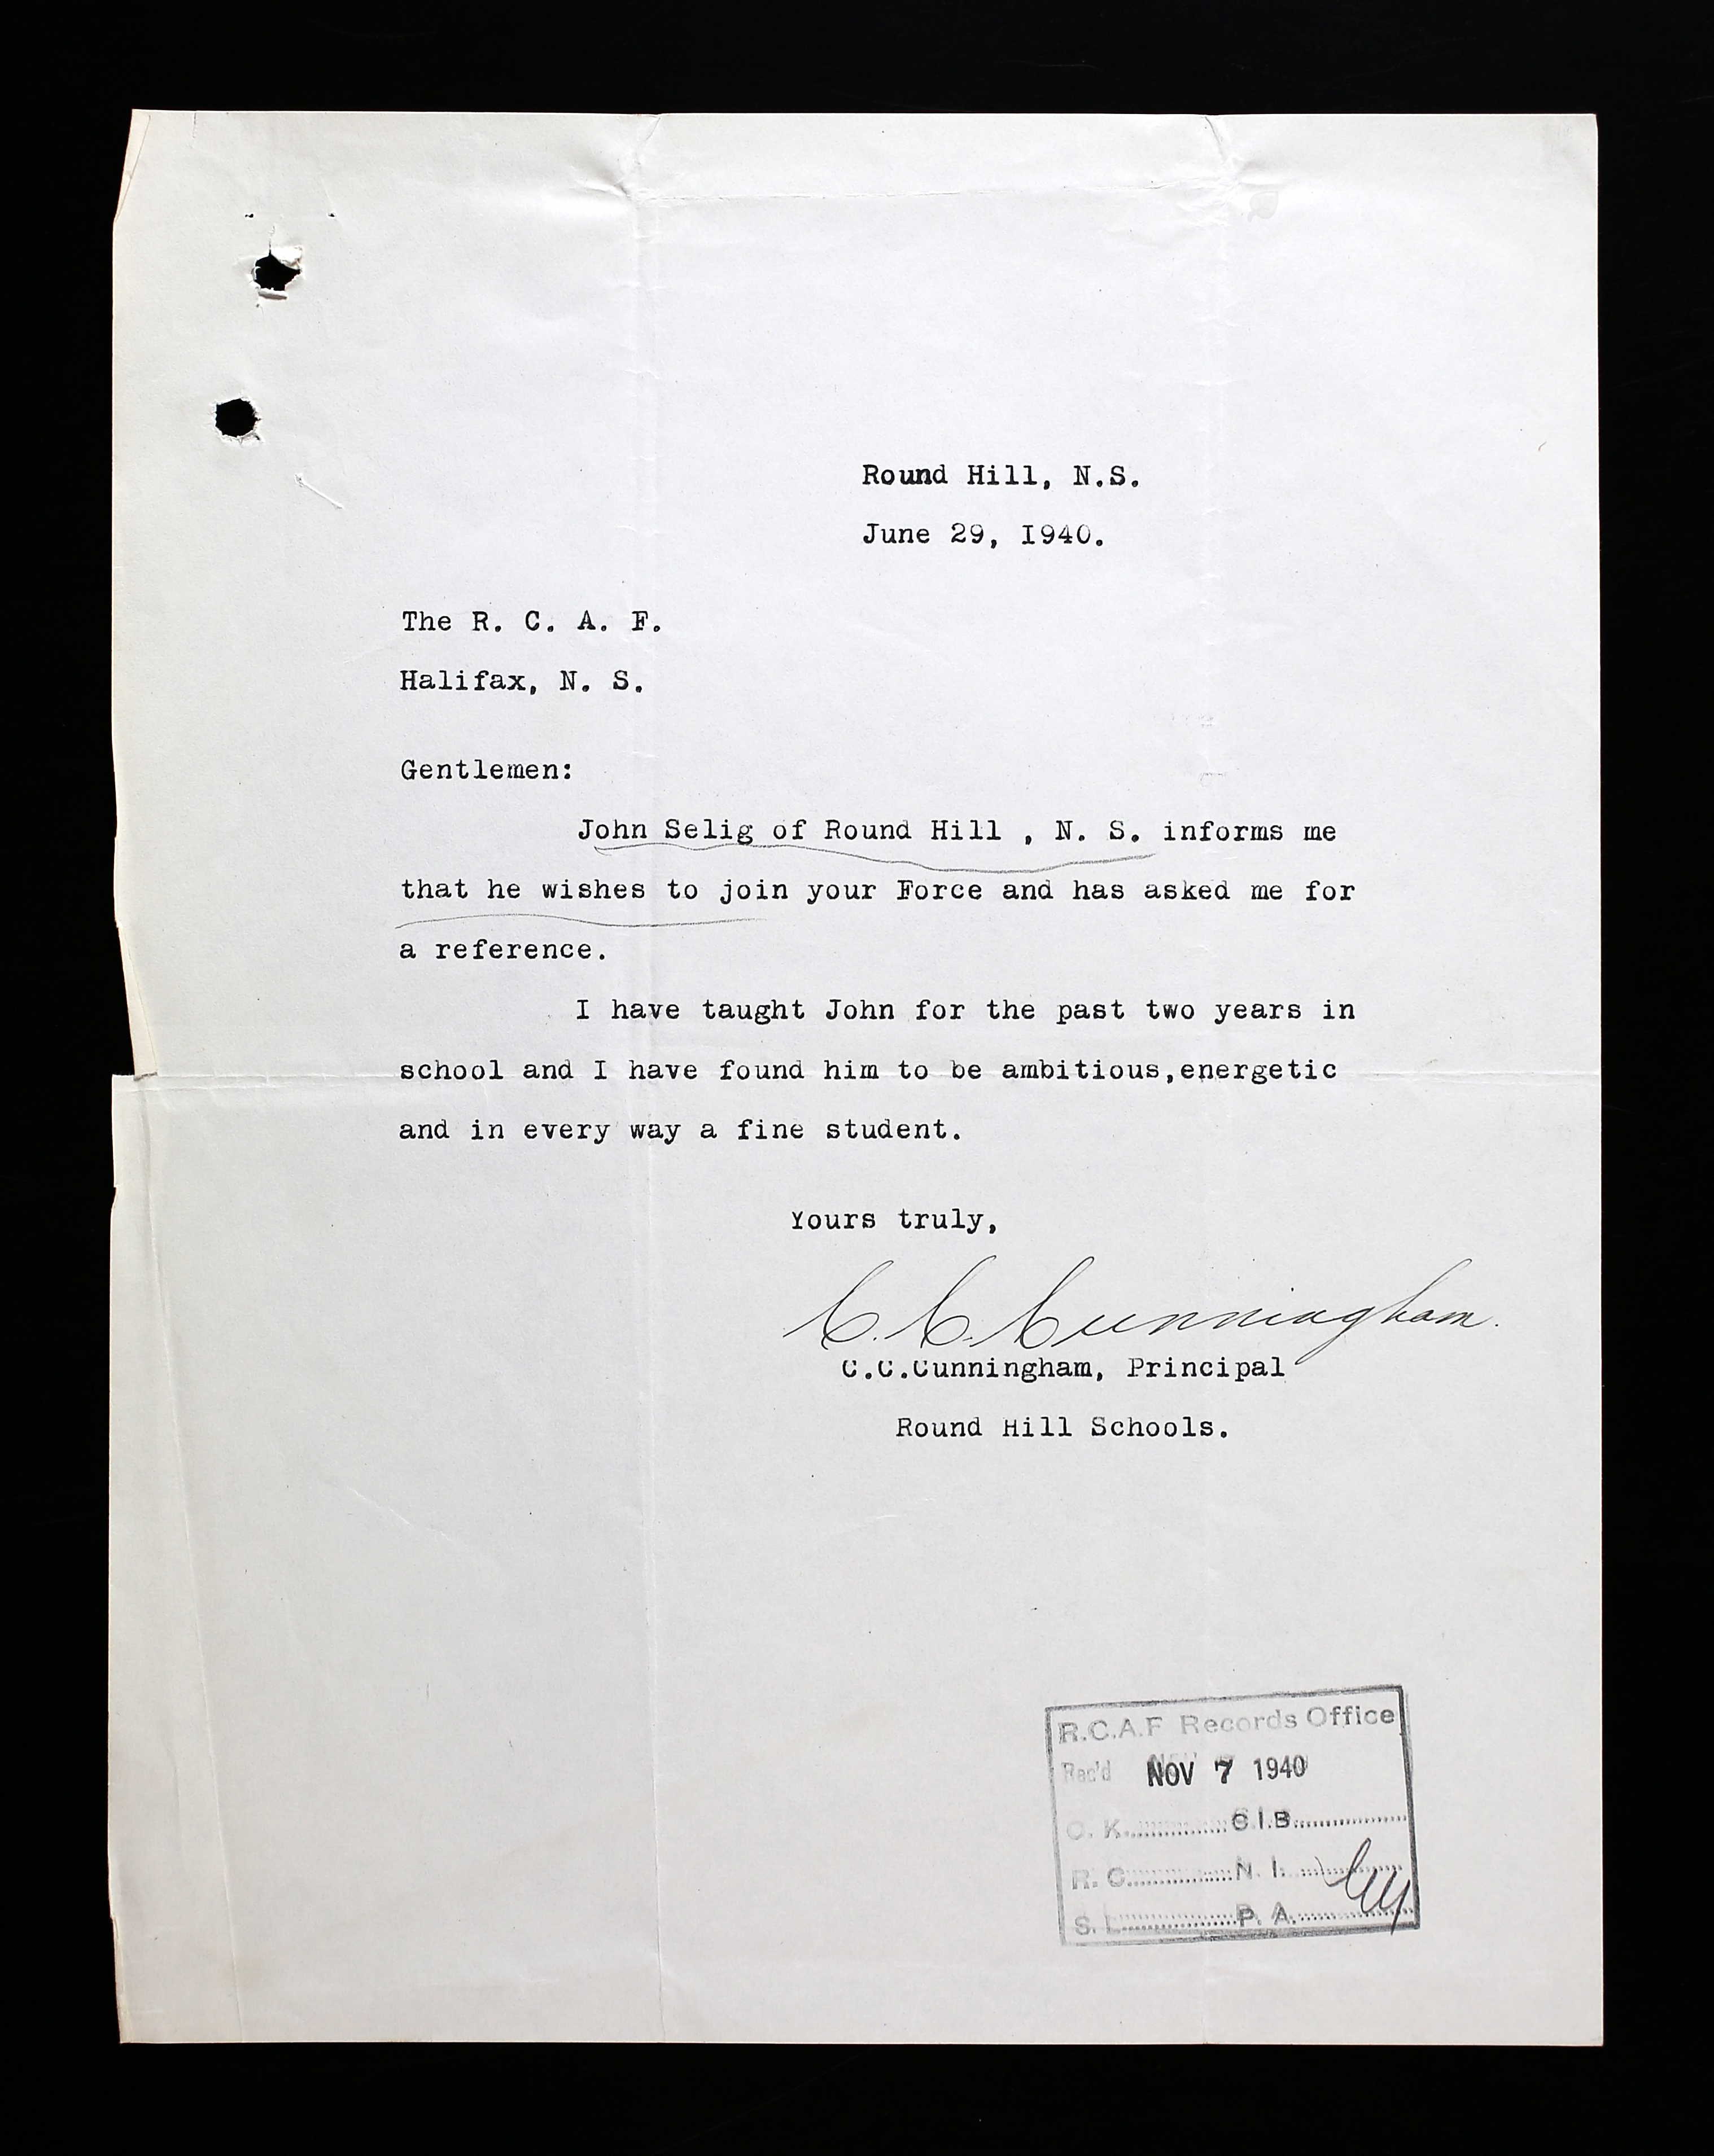 Round Hill, N.S.
June 29, I940.
The R. C. A. F.
Halifax, N. S.
Gentlemen:
John Selig of Round Hill , N. S. informs me
that he wishes to join your Force and has asked me for
a reference.
I have taught John for the past two years in
school and I have found him to be ambitious,energetic
and in every way a fine student.
Yours truly,
C. C. Cunningham.
C.C.Cunningham, Principal
Round Hill Schools.
R.C.A.F Records Office
Rec'd NOV 7 1940
C. K. C.I.B.
R. C. N. I.
S. L. P. A.